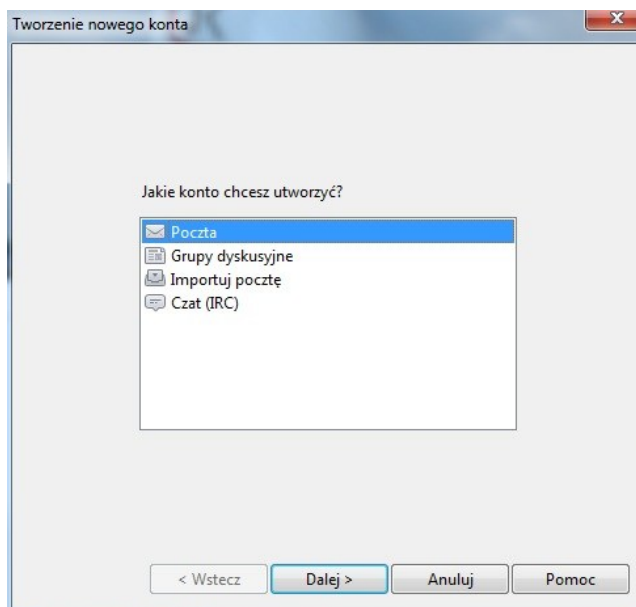 Tworzenie nowego konta
x
Jakie konto chcesz utworzyć?
Poczta
Grupy dyskusyjne
Importuj pocztę
Czat (IRC)
< Wstecz
Dalej >
Anuluj
Pomoc